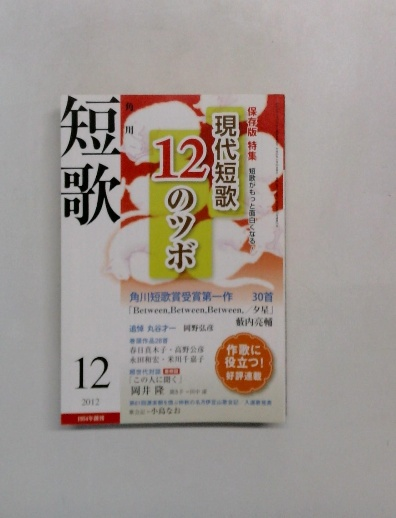 角川
短歌
保存版 特集
短歌がもっと面白くなる!
現代短歌
12のツボ
角川短歌賞受賞第一作 30首
「Between,Between,Between,／夕星」
藪内亮輔
追悼 丸谷才一 岡野弘彦
春日真木子・高野公彦
永田和宏・米川千嘉子
「この人に聞く」
岡井 隆
小島なお
作歌に
役立つ!
好評連載
12
2012